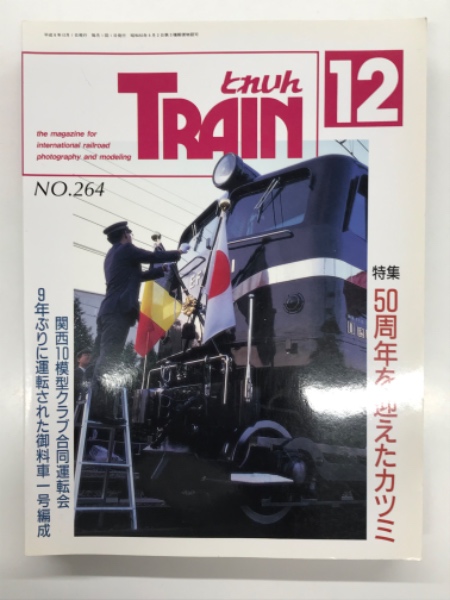 とれいん
TRAIN
12
the magazine for
international railroad
photography and modeling
NO.264
特集
50周年を迎えたカツミ
関西10模型クラブ合同運転会
9年ぶりに運転された御料車一号編成